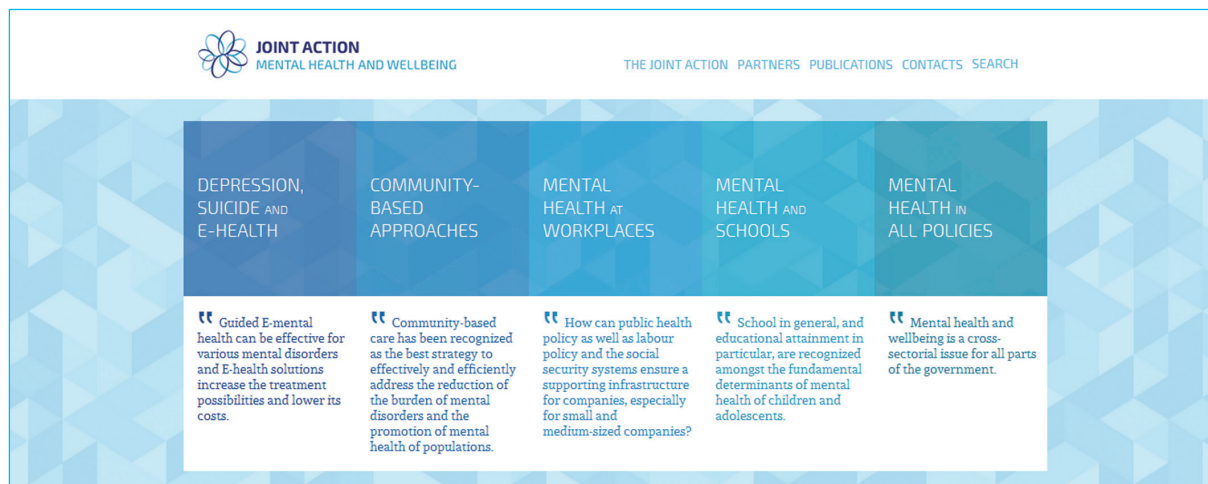 JOINT ACTION
MENTAL HEALTH AND WELLBEING
THE JOINT ACTION PARTNERS PUBLICATIONS CONTACTS SEARCH
DEPRESSION,
SUICIDE AND
E-HEALTH
COMMUNITY-
BASED
APPROACHES
MENTAL
HEALTH AT
WORKPLACES
MENTAL
HEALTH AND
SCHOOLS
MENTAL
HEALTH IN
ALL POLICIES
‟ Guided E-mental
health can be effective for
various mental disorders
and E-health solutions
increase the treatment
possibilities and lower its
costs.
‟ Community-based
care has been recognized
as the best strategy to
effectively and efficiently
address the reduction of
the burden of mental
disorders and the
promotion of mental
health of populations.
‟ How can public health
policy as well as labour
policy and the social
security systems ensure a
supporting infrastructure
for companies, especially
for small and
medium-sized companies?
‟ School in general, and
educational attainment in
particular, are recognized
amongst the fundamental
determinants of mental
health of children and
adolescents.
‟ Mental health and
wellbeing is a cross-
sectorial issue for all parts
of the government.